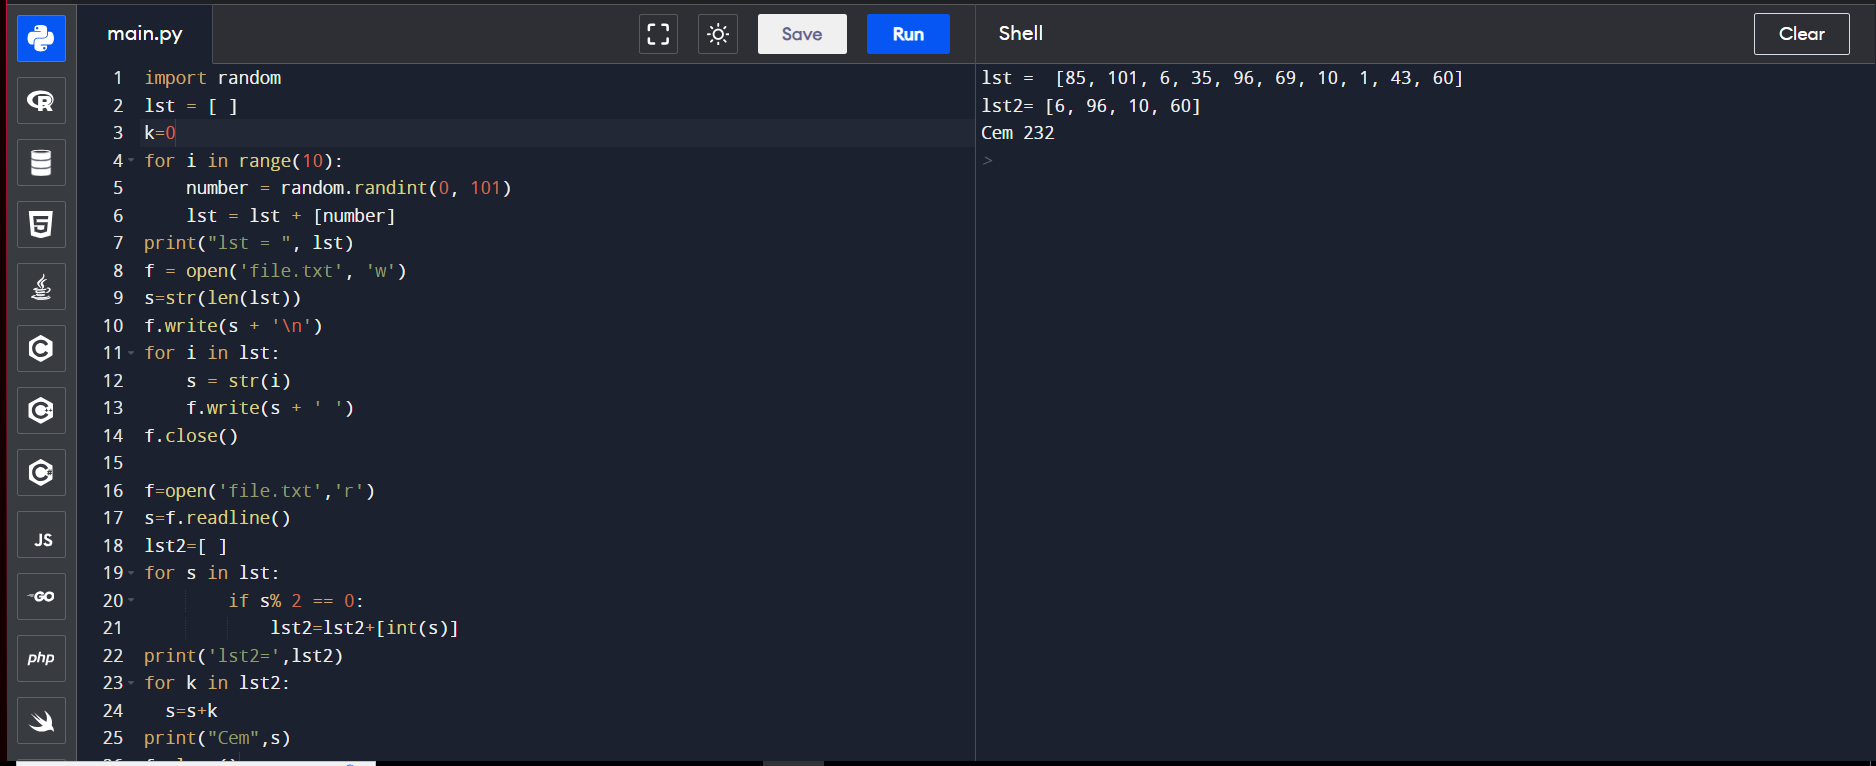 main.py
Save
Run
Shell
Clear
1 import random
2 lst = [ ]
3 k=0
4 for i in range(10):
5 number = random.randint(0, 101)
6 lst = lst + [number]
7 print("lst = ", lst)
8 f = open('file.txt', 'w')
9 s=str(len(lst))
10 f.write(s + '\n')
11 for i in lst:
12 s = str(i)
13 f.write(s + ' ')
14 f.close()
15
16 f=open('file.txt','r')
17 s=f.readline()
18 lst2=[ ]
19 for s in lst:
20 if s% 2 == 0:
21 lst2=lst2+[int(s)]
22 print('lst2=',lst2)
23 for k in lst2:
24 s=s+k
25 print("Cem",s)
lst =  [85, 101, 6, 35, 96, 69, 10, 1, 43, 60]
lst2= [6, 96, 10, 60]
Cem 232
>
R
5
C
C++
C#
JS
GO
php